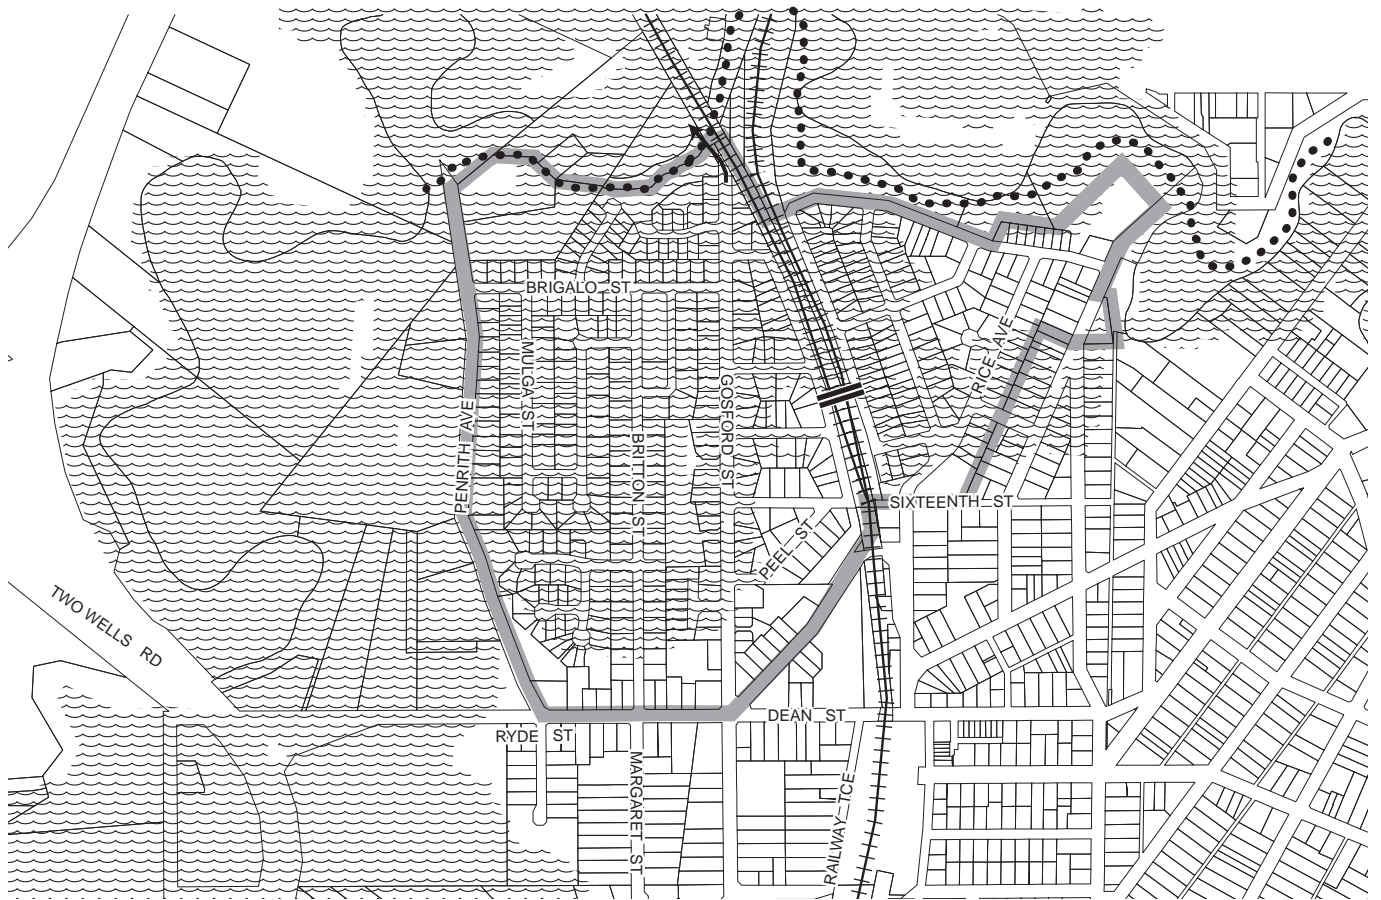 BRIGALO ST
RICE AVE
MULGA ST
GOSFORD ST
PENRITH AVE
BRITTON ST
SIXTEENTH ST
PEEL ST
TWO WELLS RD
DEAN ST
RYDE ST
MARGARET ST
RAILWAY TCE